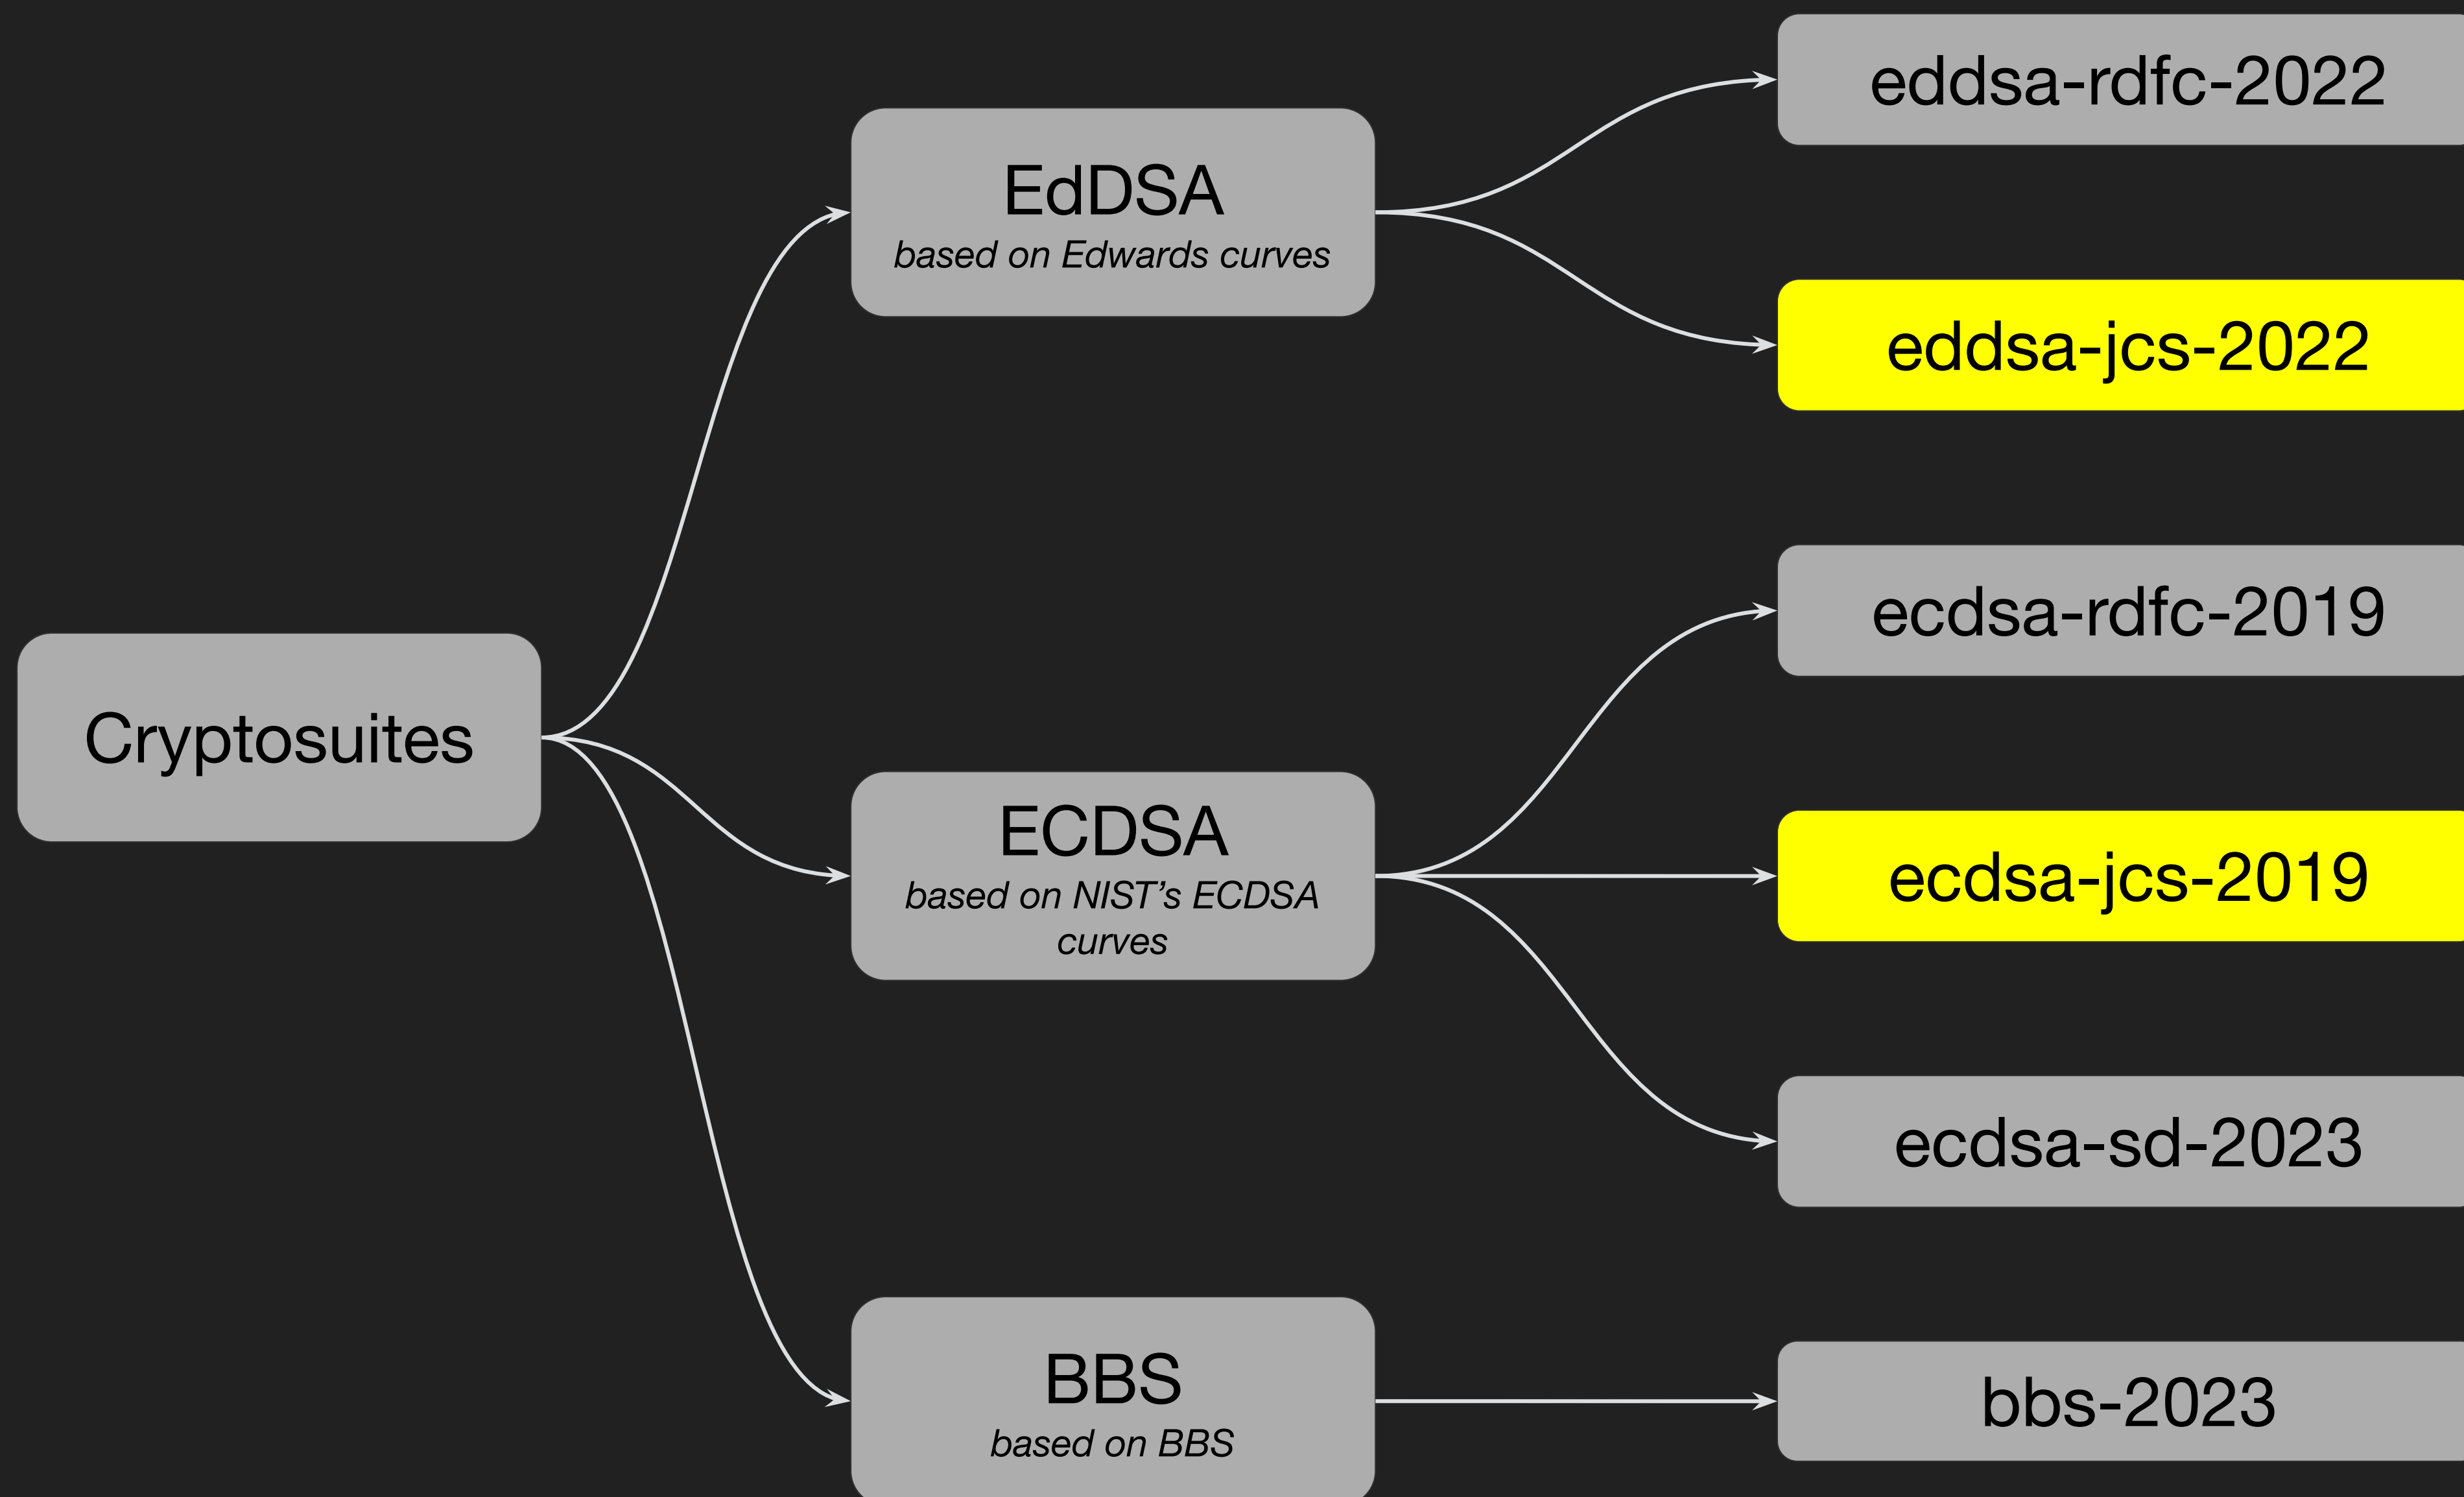 Cryptosuites
EdDSA
based on Edwards curves
eddsa-rdfc-2022
eddsa-jcs-2022
ECDSA
based on NIST’s ECDSA
curves
ecdsa-rdfc-2019
ecdsa-jcs-2019
ecdsa-sd-2023
BBS
based on BBS
bbs-2023